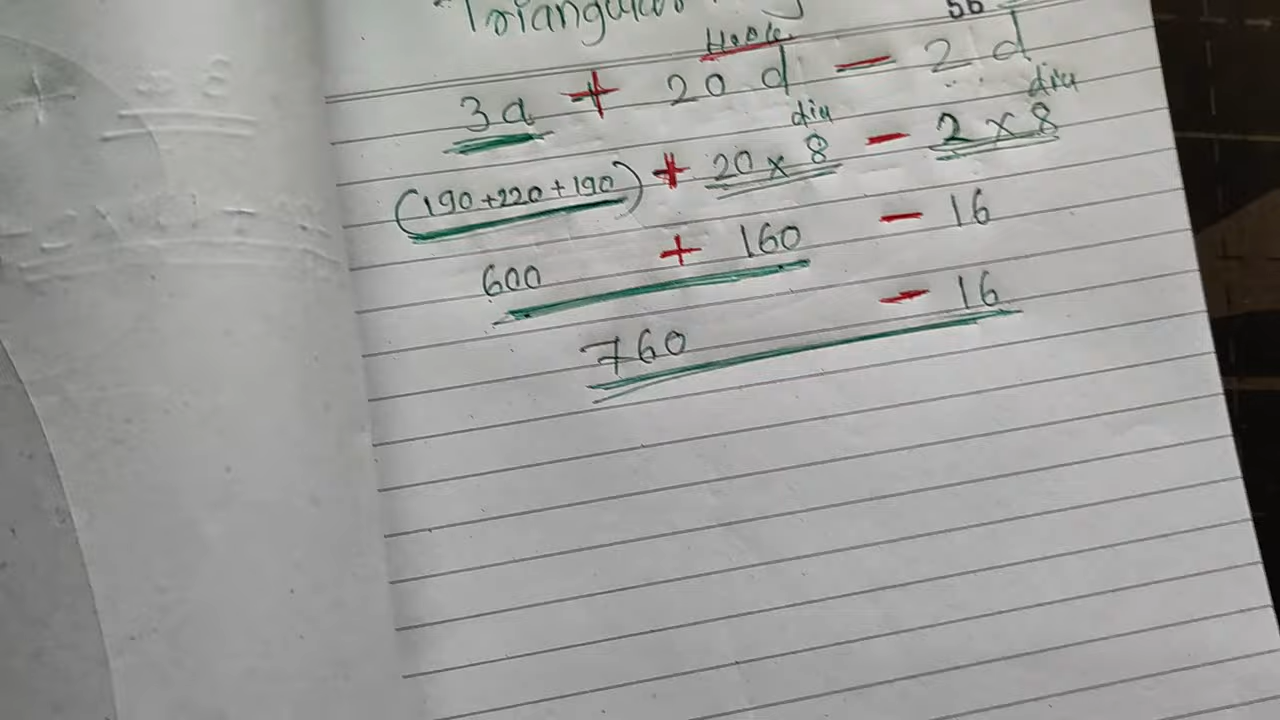 Triangular
Hook
3a + 20 d - 2 d
dia dia
(190+220+190) + 20 x 8 - 2 x 8
600 + 160 - 16
760 - 16